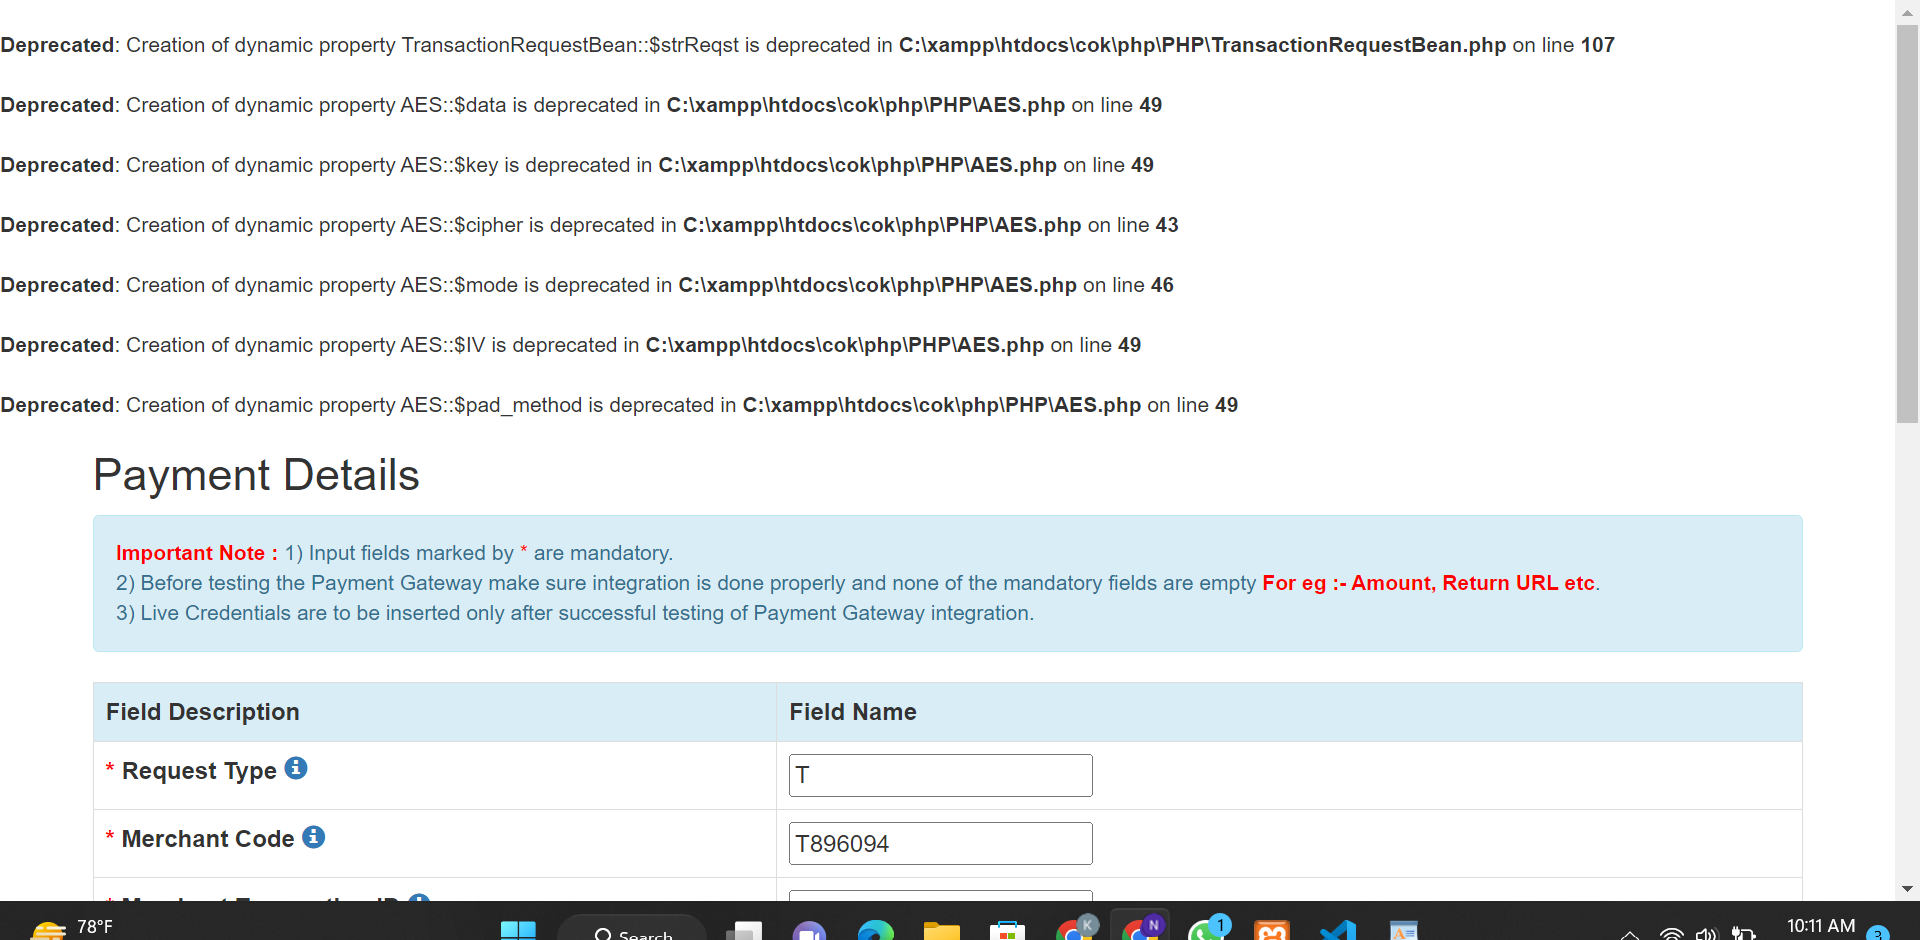 Deprecated: Creation of dynamic property TransactionRequestBean::$strReqst is deprecated in C:\xampp\htdocs\cok\php\PHP\TransactionRequestBean.php on line 107
Deprecated: Creation of dynamic property AES::$data is deprecated in C:\xampp\htdocs\cok\php\PHP\AES.php on line 49
Deprecated: Creation of dynamic property AES::$key is deprecated in C:\xampp\htdocs\cok\php\PHP\AES.php on line 49
Deprecated: Creation of dynamic property AES::$cipher is deprecated in C:\xampp\htdocs\cok\php\PHP\AES.php on line 43
Deprecated: Creation of dynamic property AES::$mode is deprecated in C:\xampp\htdocs\cok\php\PHP\AES.php on line 46
Deprecated: Creation of dynamic property AES::$IV is deprecated in C:\xampp\htdocs\cok\php\PHP\AES.php on line 49
Deprecated: Creation of dynamic property AES::$pad_method is deprecated in C:\xampp\htdocs\cok\php\PHP\AES.php on line 49
Payment Details
Important Note : 1) Input fields marked by * are mandatory.
2) Before testing the Payment Gateway make sure integration is done properly and none of the mandatory fields are empty For eg :- Amount, Return URL etc.
3) Live Credentials are to be inserted only after successful testing of Payment Gateway integration.
Field Description Field Name
* Request Type T
* Merchant Code T896094
78°F Search K N 1 10:11 AM 3